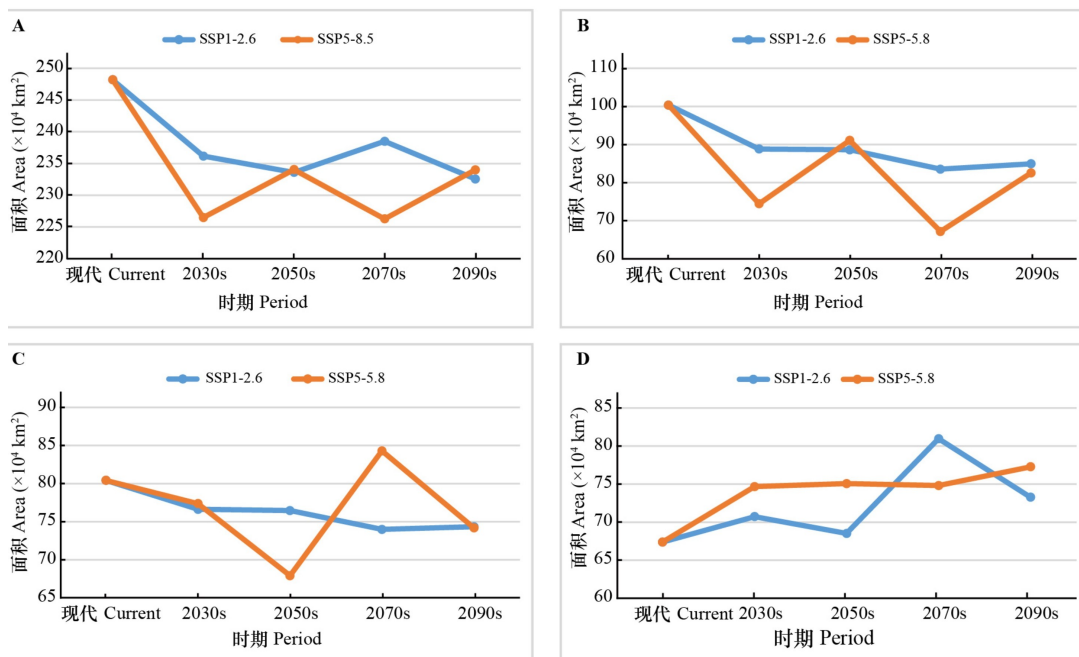 A
SSP1-2.6 SSP5-8.5
面积 Area (×10⁴ km²)
250
245
240
235
230
225
220
现代 Current 2030s 2050s 2070s 2090s
时期 Period
B
SSP1-2.6 SSP5-5.8
面积 Area (×10⁴ km²)
110
100
90
80
70
60
现代 Current 2030s 2050s 2070s 2090s
时期 Period
C
SSP1-2.6 SSP5-5.8
面积 Area (×10⁴ km²)
90
85
80
75
70
65
现代 Current 2030s 2050s 2070s 2090s
时期 Period
D
SSP1-2.6 SSP5-5.8
面积 Area (×10⁴ km²)
85
80
75
70
65
60
现代 Current 2030s 2050s 2070s 2090s
时期 Period